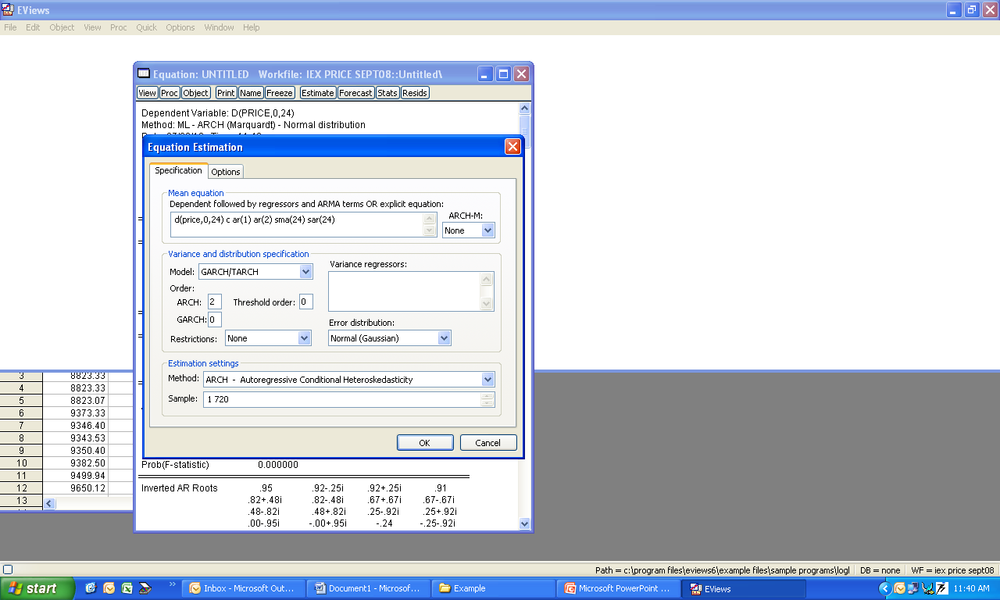 EViews
File Edit Object View Proc Quick Options Window Help
Equation: UNTITLED Workfile: IEX PRICE SEPT08::Untitled\
View Proc Object Print Name Freeze Estimate Forecast Stats Resids
Dependent Variable: D(PRICE,0,24)
Method: ML - ARCH (Marquardt) - Normal distribution
Equation Estimation
Specification Options
Mean equation
Dependent followed by regressors and ARMA terms OR explicit equation:
d(price,0,24) c ar(1) ar(2) sma(24) sar(24)
ARCH-M:
None
Variance and distribution specification
Model: GARCH/TARCH
Order:
ARCH: 2 Threshold order: 0
GARCH: 0
Restrictions: None
Variance regressors:
Error distribution:
Normal (Gaussian)
Estimation settings
Method: ARCH - Autoregressive Conditional Heteroskedasticity
Sample: 1 720
OK Cancel
Prob(F-statistic) 0.000000
Inverted AR Roots .95 .92-.25i .92+.25i .91
.82+.48i .82-.48i .67+.67i .67-.67i
.48-.82i .48+.82i .25-.92i .25+.92i
.00-.95i -.00+.95i -.24 -.25-.92i
3 8823.33
4 8823.33
5 8823.07
6 9373.33
7 9346.40
8 9343.53
9 9350.40
10 9382.50
11 9499.94
12 9650.12
13
Path = c:\program files\eviews6\example files\sample programs\logl DB = none WF = iex price sept08
start
Inbox - Microsoft Out... Document1 - Microsof... Example Microsoft PowerPoint ... EViews
11:40 AM